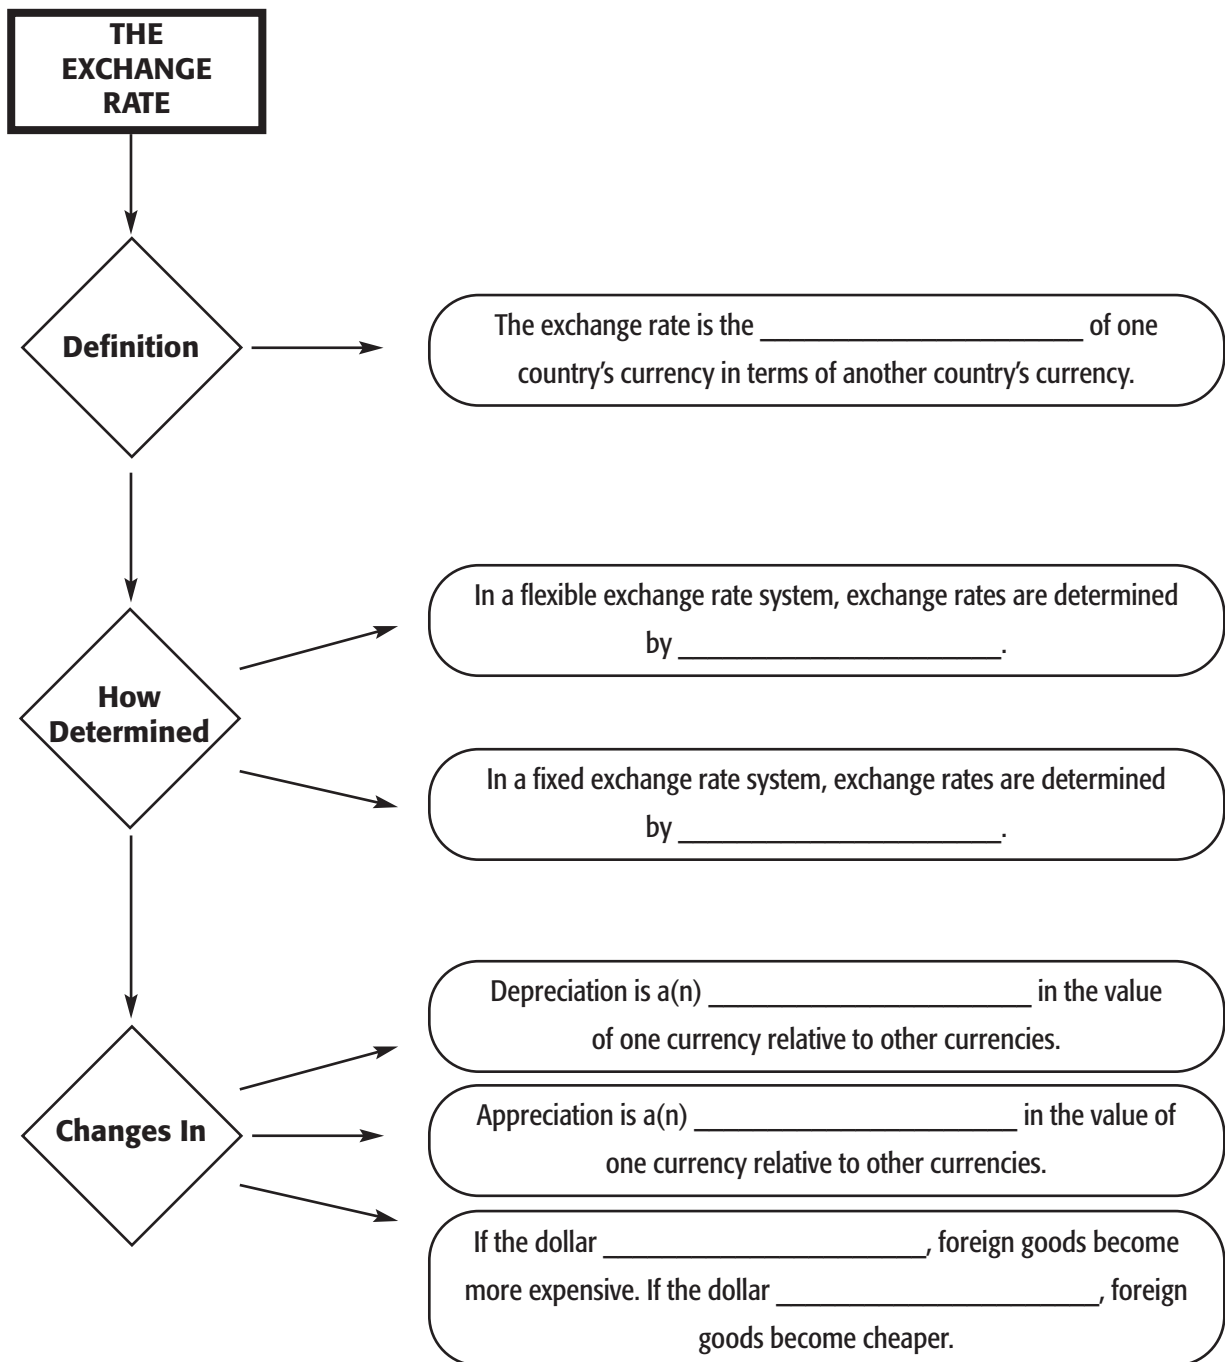 THE
EXCHANGE
RATE
Definition
The exchange rate is the ______________________ of one
country's currency in terms of another country's currency.
How
Determined
In a flexible exchange rate system, exchange rates are determined
by ______________________.
In a fixed exchange rate system, exchange rates are determined
by ______________________.
Changes In
Depreciation is a(n) ______________________ in the value
of one currency relative to other currencies.
Appreciation is a(n) ______________________ in the value of
one currency relative to other currencies.
If the dollar ______________________, foreign goods become
more expensive. If the dollar ______________________, foreign
goods become cheaper.